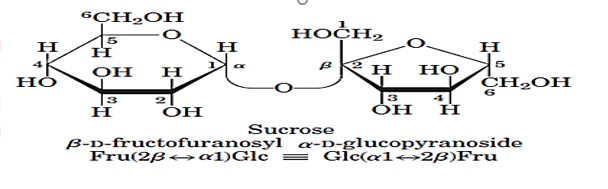 ⁶CH₂OH
5
O
H
4
H
H
1
α
HO
OH
H
3
2
H
OH
O
1
HOCH₂
O
β
2
H
HO
H
5
CH₂OH
6
3
4
OH
H
Sucrose
β-D-fructofuranosyl α-D-glucopyranoside
Fru(2β↔α1)Glc ≡ Glc(α1↔2β)Fru